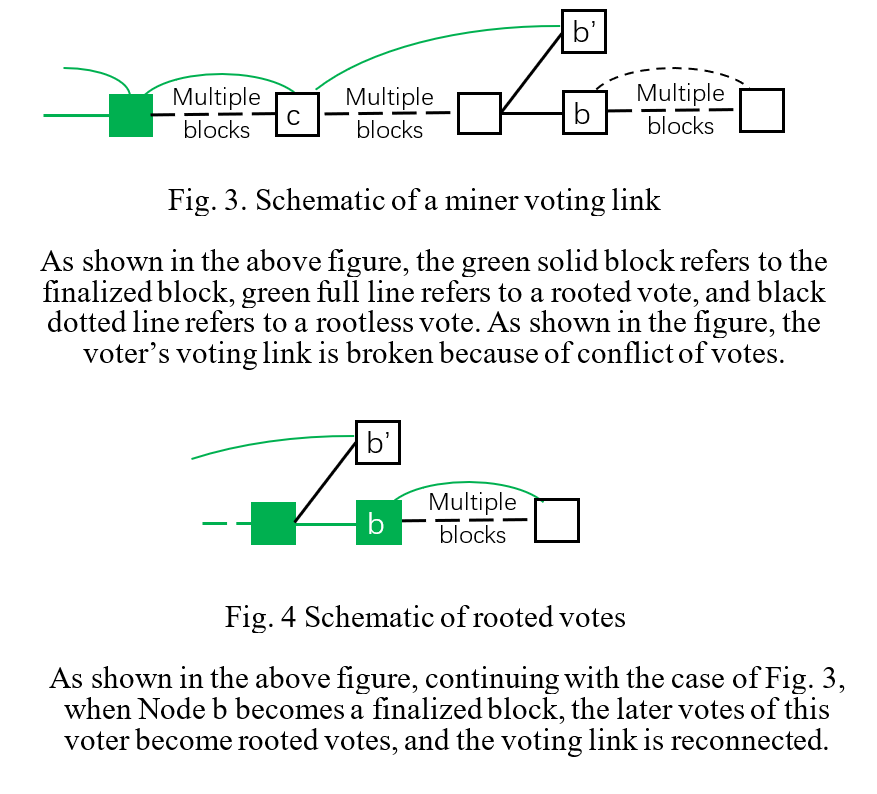 b’
Multiple
blocks
c
Multiple
blocks
b
Multiple
blocks
Fig. 3. Schematic of a miner voting link
As shown in the above figure, the green solid block refers to the
finalized block, green full line refers to a rooted vote, and black
dotted line refers to a rootless vote. As shown in the figure, the
voter’s voting link is broken because of conflict of votes.
b’
b
Multiple
blocks
Fig. 4 Schematic of rooted votes
As shown in the above figure, continuing with the case of Fig. 3,
when Node b becomes a finalized block, the later votes of this
voter become rooted votes, and the voting link is reconnected.